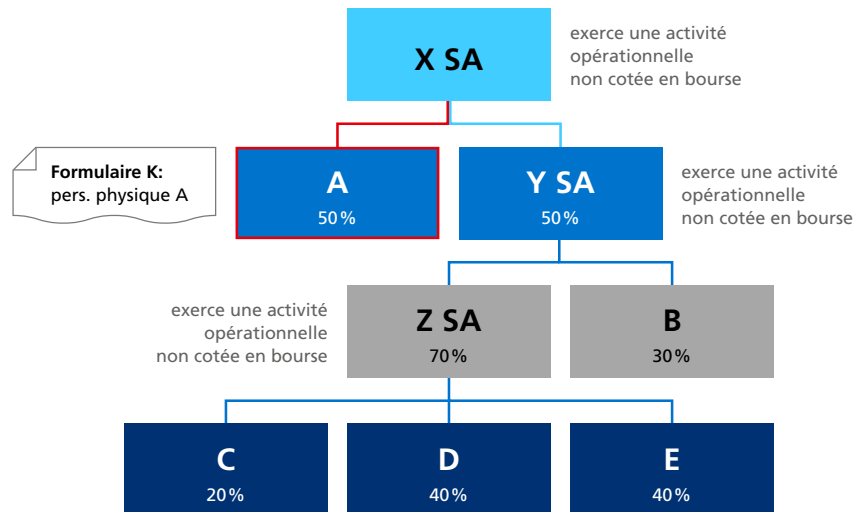 X SA
exerce une activité
opérationnelle
non cotée en bourse
Formulaire K:
pers. physique A
A
50%
Y SA
50%
exerce une activité
opérationnelle
non cotée en bourse
exerce une activité
opérationnelle
non cotée en bourse
Z SA
70%
B
30%
C
20%
D
40%
E
40%